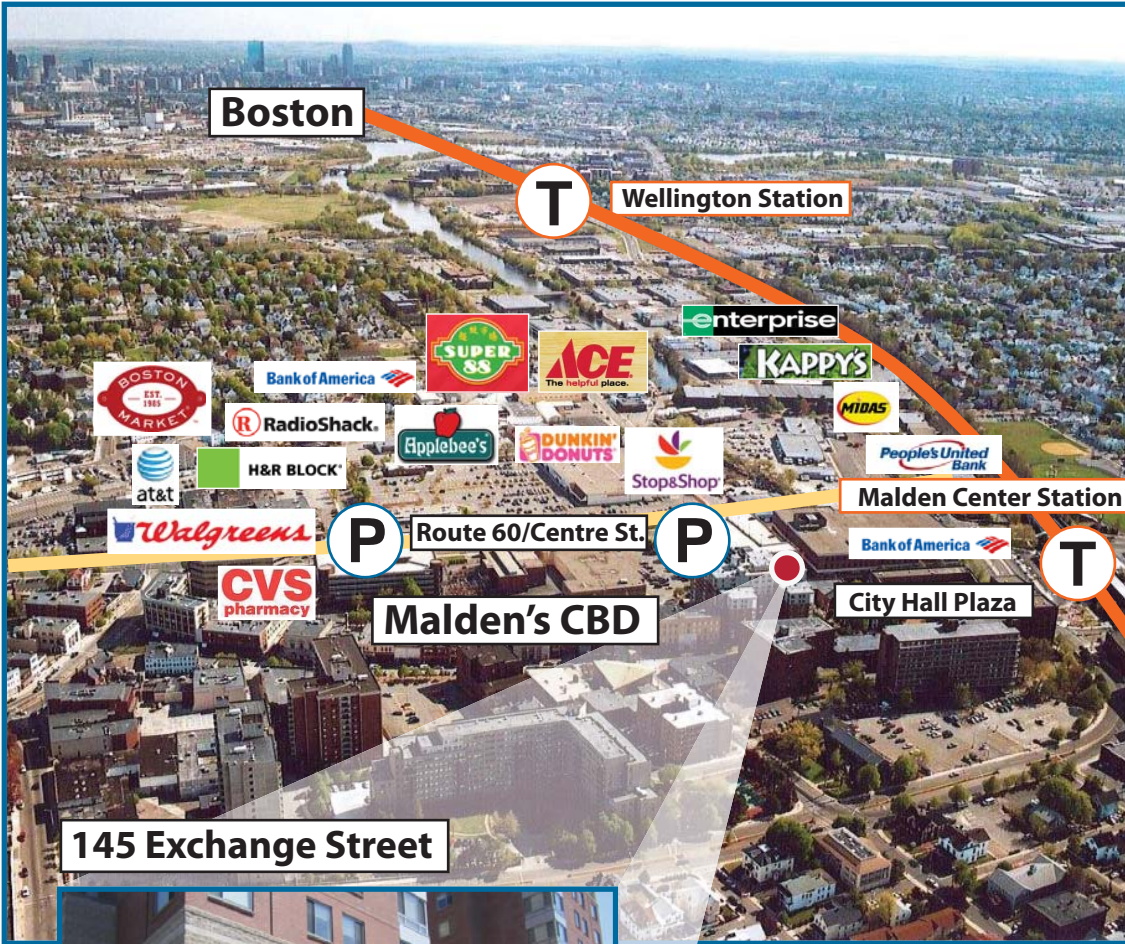 Boston
T
Wellington Station
enterprise
SUPER
88
ACE
The helpful place.
KAPPY'S
BOSTON
EST.
1985
MARKET
Bank of America
MIDAS
RadioShack®
R
Applebee's®
DUNKIN'
DONUTS
Stop&Shop®
People's United
Bank
at&t
H&R BLOCK®
Malden Center Station
Walgreens
P
Route 60/Centre St.
P
Bank of America
T
CVS
pharmacy
Malden's CBD
City Hall Plaza
145 Exchange Street